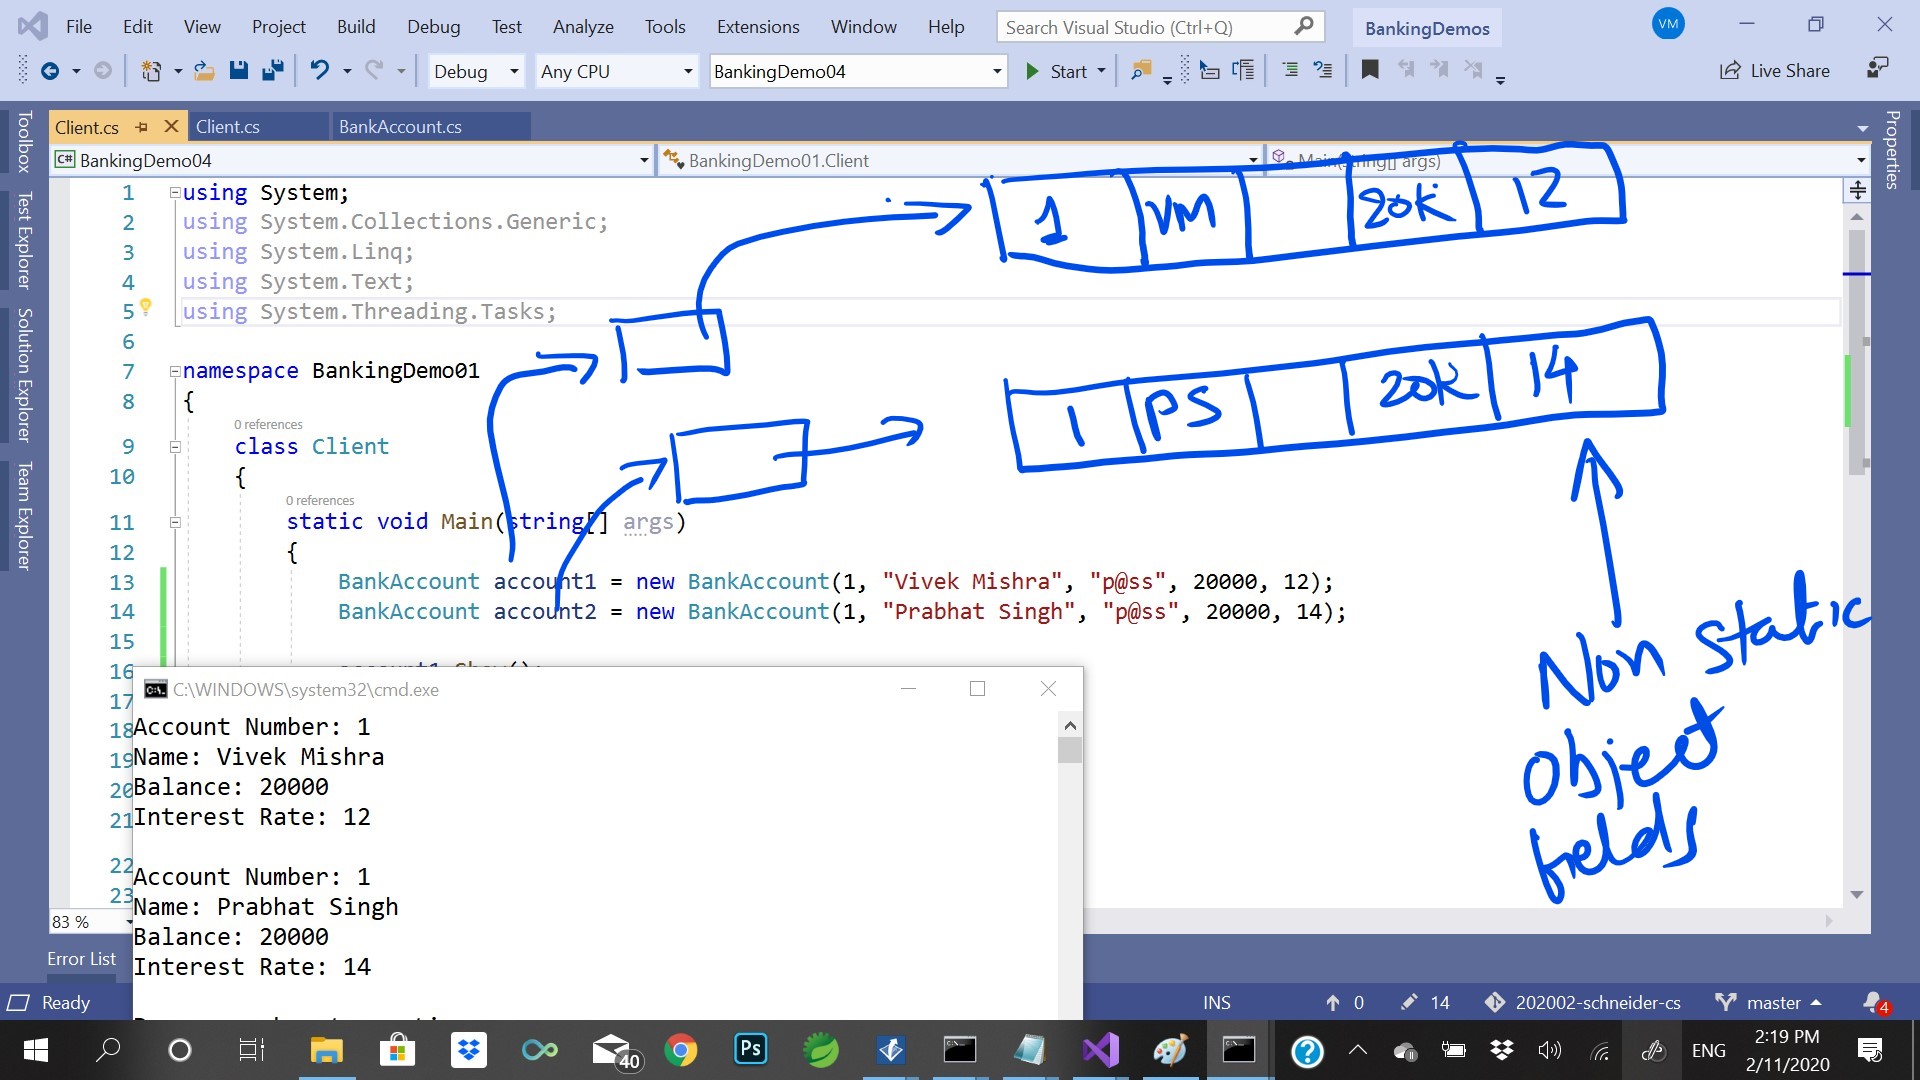 File Edit View Project Build Debug Test Analyze Tools Extensions Window Help Search Visual Studio (Ctrl+Q) BankingDemos VM
Debug Any CPU BankingDemo04 Start Live Share
Toolbox
Test Explorer
Solution Explorer
Team Explorer
Properties
Client.cs Client.cs BankAccount.cs
C# BankingDemo04 BankingDemo01.Client Main(string[] args)
1 using System;
2 using System.Collections.Generic;
3 using System.Linq;
4 using System.Text;
5 using System.Threading.Tasks;
6
7 namespace BankingDemo01
8 {
0 references
9 class Client
10 {
0 references
11 static void Main(string[] args)
12 {
13 BankAccount account1 = new BankAccount(1, "Vivek Mishra", "p@ss", 20000, 12);
14 BankAccount account2 = new BankAccount(1, "Prabhat Singh", "p@ss", 20000, 14);
15
16 account1.Show();
17
18
19
20
21
22
23
1 VM 20K 12
1 PS 20K 14
Non static
object
fields
C:\WINDOWS\system32\cmd.exe
Account Number: 1
Name: Vivek Mishra
Balance: 20000
Interest Rate: 12
Account Number: 1
Name: Prabhat Singh
Balance: 20000
Interest Rate: 14
83 %
Error List
Ready INS 0 14 202002-schneider-cs master 4
40 Ps ENG 2:19 PM
2/11/2020